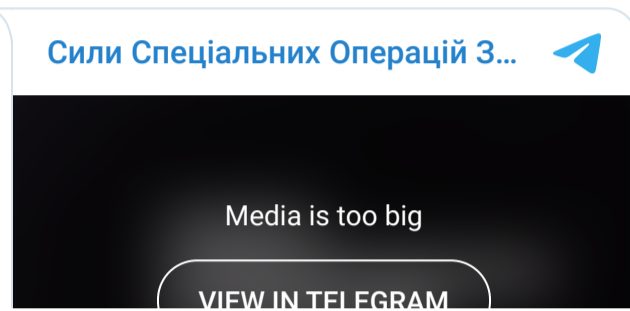 Сили Спеціальних Операцій З...
Media is too big
VIEW IN TELEGRAM